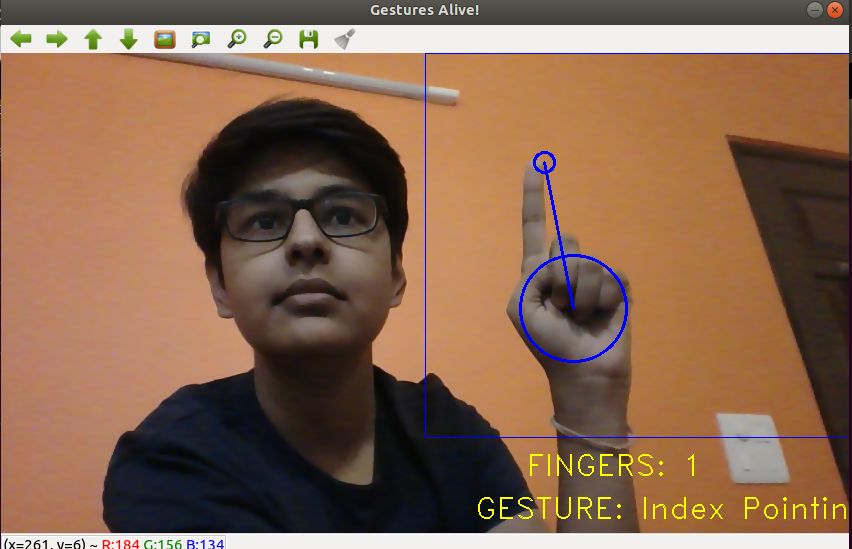 Gestures Alive!
FINGERS: 1
GESTURE: Index Pointin
(x=261, y=6) ~ R:184 G:156 B:134